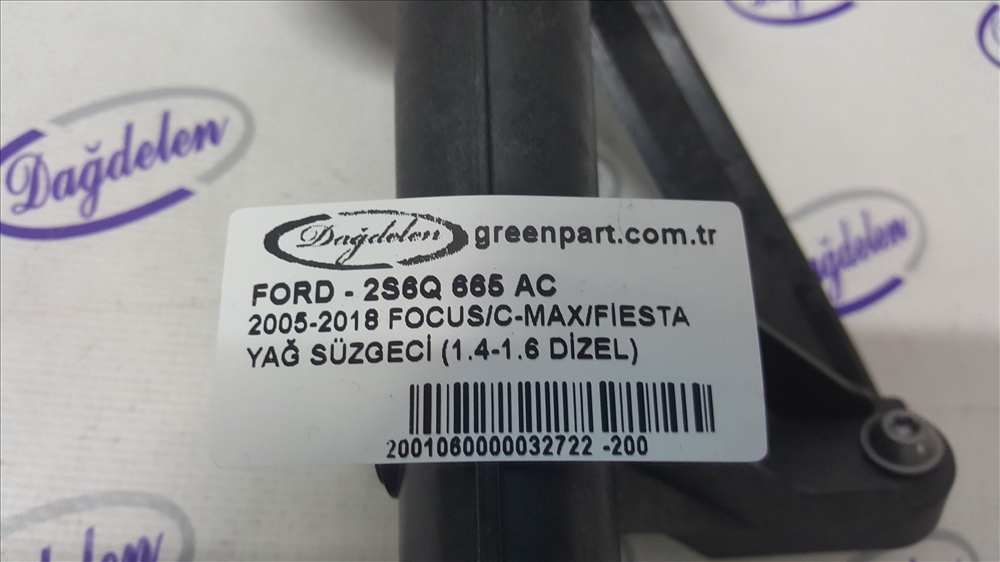 Dağdelen
Dağdelen greenpart.com.tr
FORD - 2S6Q 665 AC
2005-2018 FOCUS/C-MAX/FİESTA
YAĞ SÜZGECİ (1.4-1.6 DİZEL)
2001060000032722 -200
Dağdelen